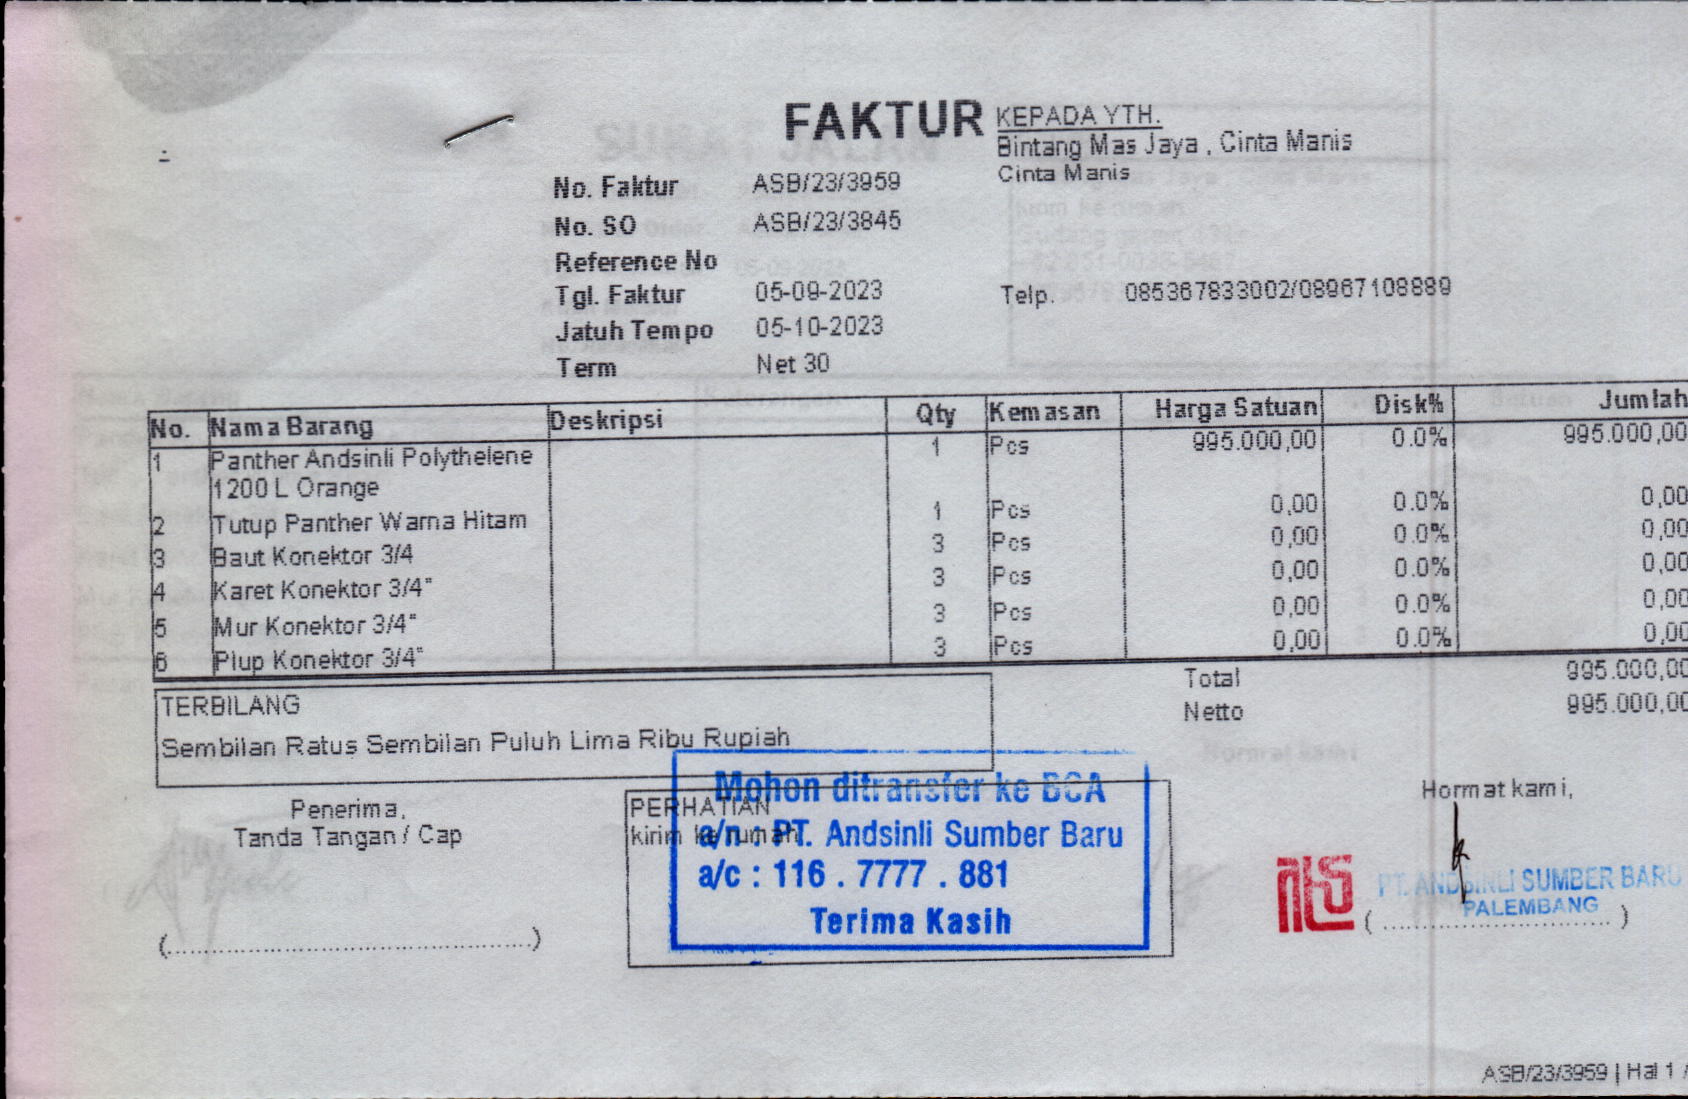 FAKTUR
KEPADA YTH.
Bintang Mas Jaya , Cinta Manis
Cinta Manis
No. Faktur ASB/23/3959
No. SO ASB/23/3845
Reference No
Tgl. Faktur 05-09-2023
Telp. 085367833002/08967108889
Jatuh Tempo 05-10-2023
Term Net 30
No. Nama Barang Deskripsi Qty Kemasan Harga Satuan Disk% Jumlah
1 Panther Andsinli Polythelene 1 Pcs 995.000,00 0.0% 995.000,00
1200 L Orange
2 Tutup Panther Warna Hitam 1 Pcs 0,00 0.0% 0,00
3 Baut Konektor 3/4 3 Pcs 0,00 0.0% 0,00
4 Karet Konektor 3/4" 3 Pcs 0,00 0.0% 0,00
5 Mur Konektor 3/4" 3 Pcs 0,00 0.0% 0,00
6 Plup Konektor 3/4" 3 Pcs 0,00 0.0% 0,00
Total 995.000,00
Netto 995.000,00
TERBILANG
Sembilan Ratus Sembilan Puluh Lima Ribu Rupiah
Penerima,
Tanda Tangan / Cap
(........................................)
PERHATIAN
kirim ke rumah
Mohon ditransfer ke BCA
a/n : PT. Andsinli Sumber Baru
a/c : 116 . 7777 . 881
Terima Kasih
Hormat kami,
PT. ANDSINLI SUMBER BARU
PALEMBANG
(..............................)
ASB/23/3959 | Hal 1 /